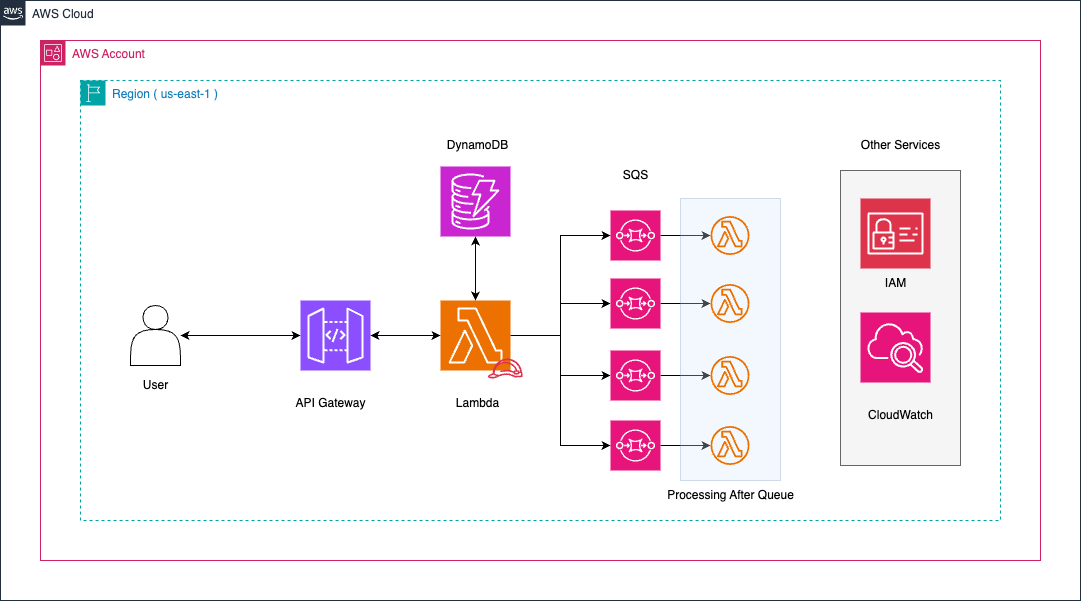 aws
AWS Cloud
AWS Account
Region ( us-east-1 )
DynamoDB
Other Services
SQS
</>
IAM
User
API Gateway
Lambda
CloudWatch
Processing After Queue